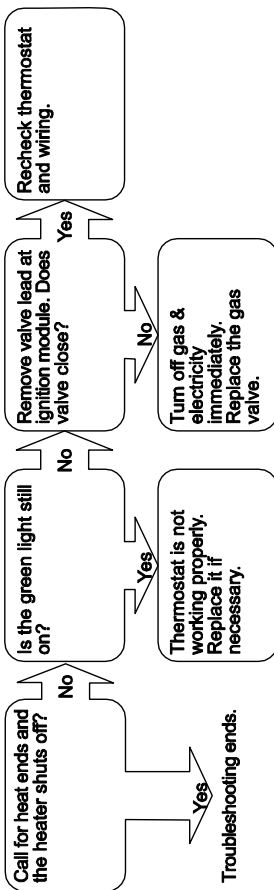 Call for heat ends and
the heater shuts off?
No
Yes
Troubleshooting ends.
Is the green light still
on?
No
Yes
Thermostat is not
working properly.
Replace it if
necessary.
Remove valve lead at
ignition module. Does
valve close?
Yes
No
Turn off gas &
electricity
immediately.
Replace the gas
valve.
Recheck thermostat
and wiring.